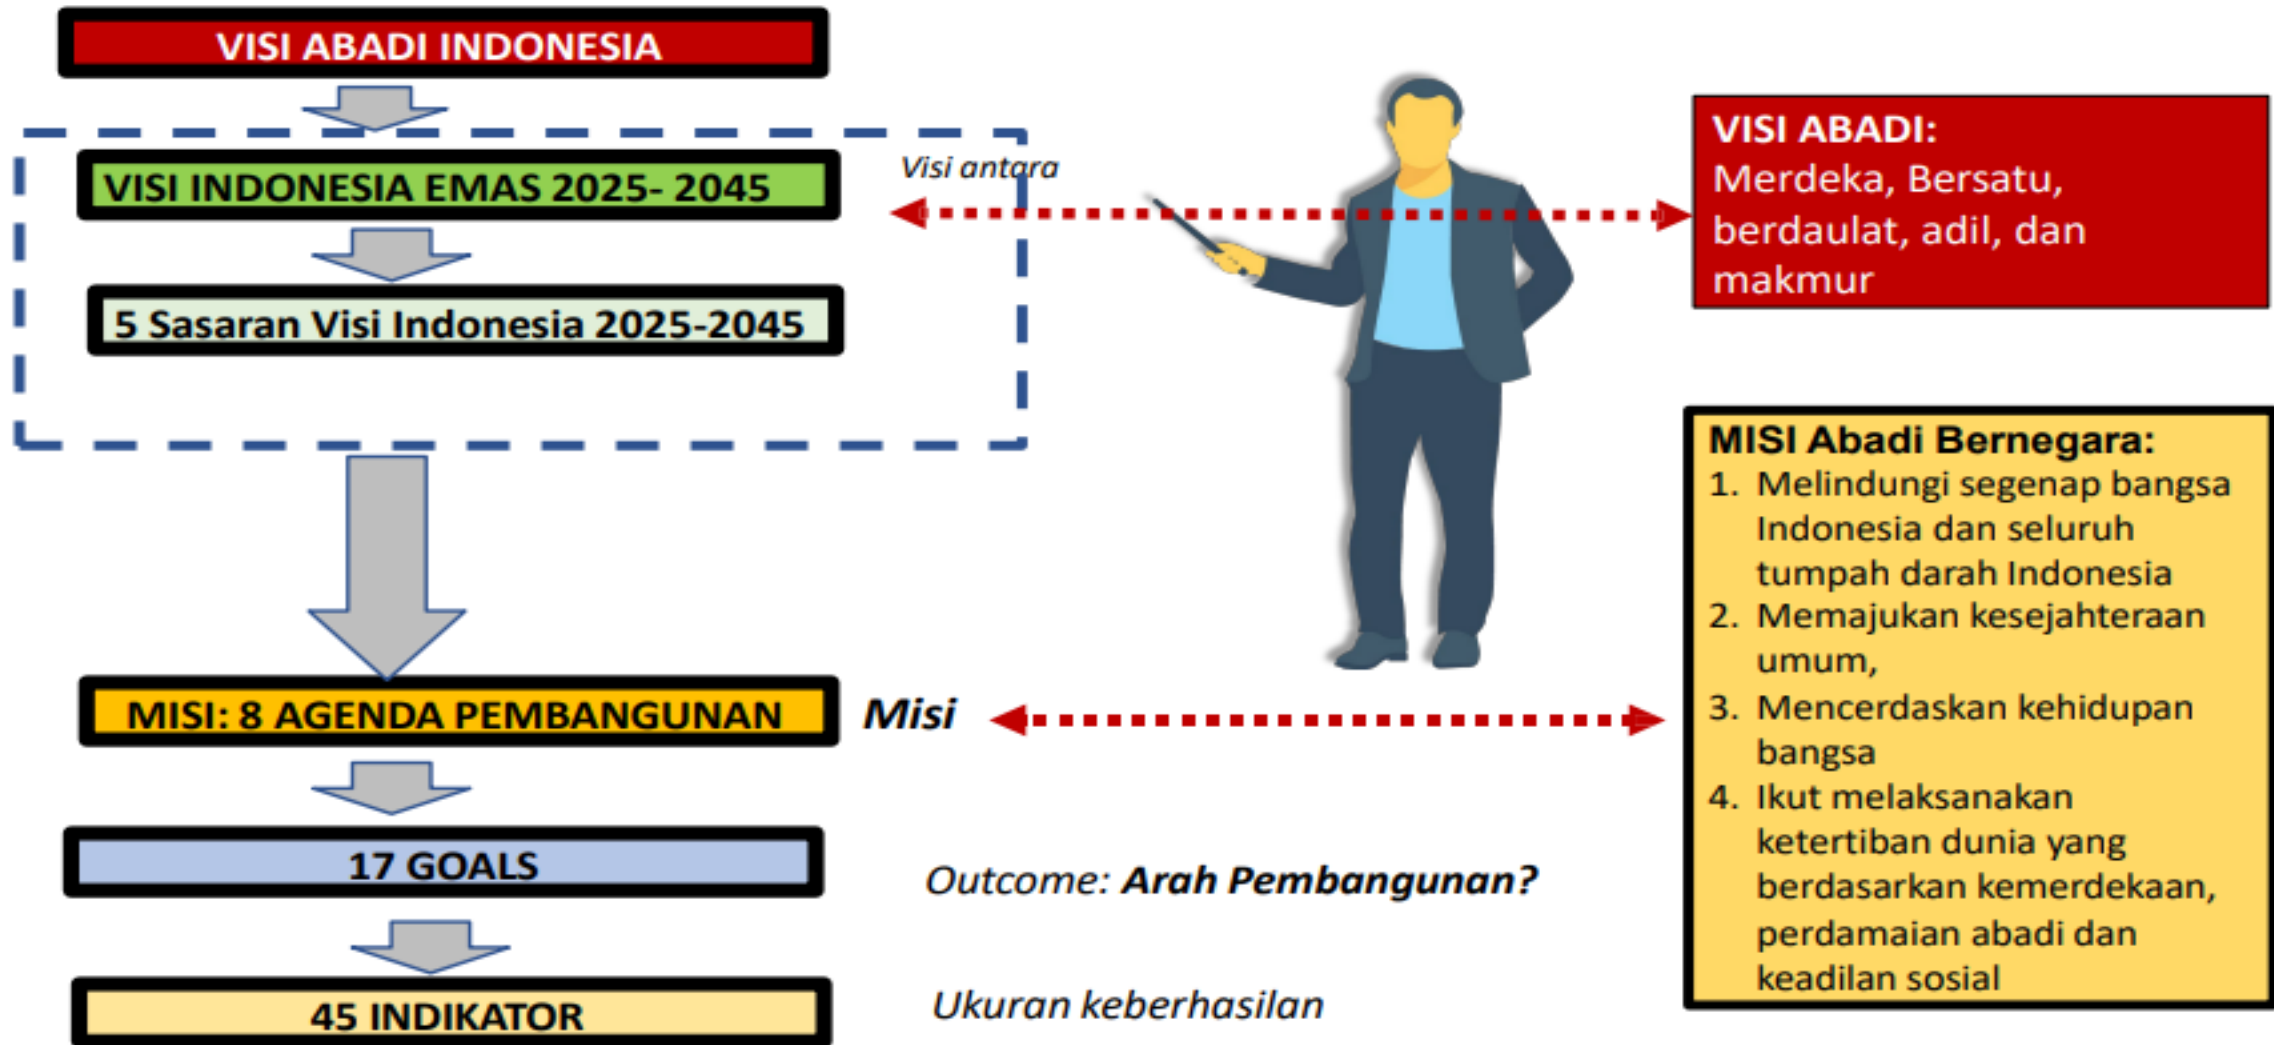 VISI ABADI INDONESIA
VISI INDONESIA EMAS 2025- 2045
Visi antara
5 Sasaran Visi Indonesia 2025-2045
MISI: 8 AGENDA PEMBANGUNAN
Misi
17 GOALS
Outcome: Arah Pembangunan?
45 INDIKATOR
Ukuran keberhasilan
VISI ABADI:
Merdeka, Bersatu,
berdaulat, adil, dan
makmur
MISI Abadi Bernegara:
1. Melindungi segenap bangsa
Indonesia dan seluruh
tumpah darah Indonesia
2. Memajukan kesejahteraan
umum,
3. Mencerdaskan kehidupan
bangsa
4. Ikut melaksanakan
ketertiban dunia yang
berdasarkan kemerdekaan,
perdamaian abadi dan
keadilan sosial